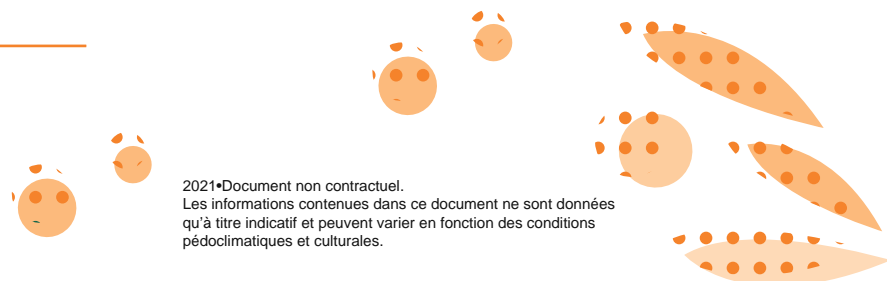 2021•Document non contractuel.
Les informations contenues dans ce document ne sont données
qu'à titre indicatif et peuvent varier en fonction des conditions
pédoclimatiques et culturales.